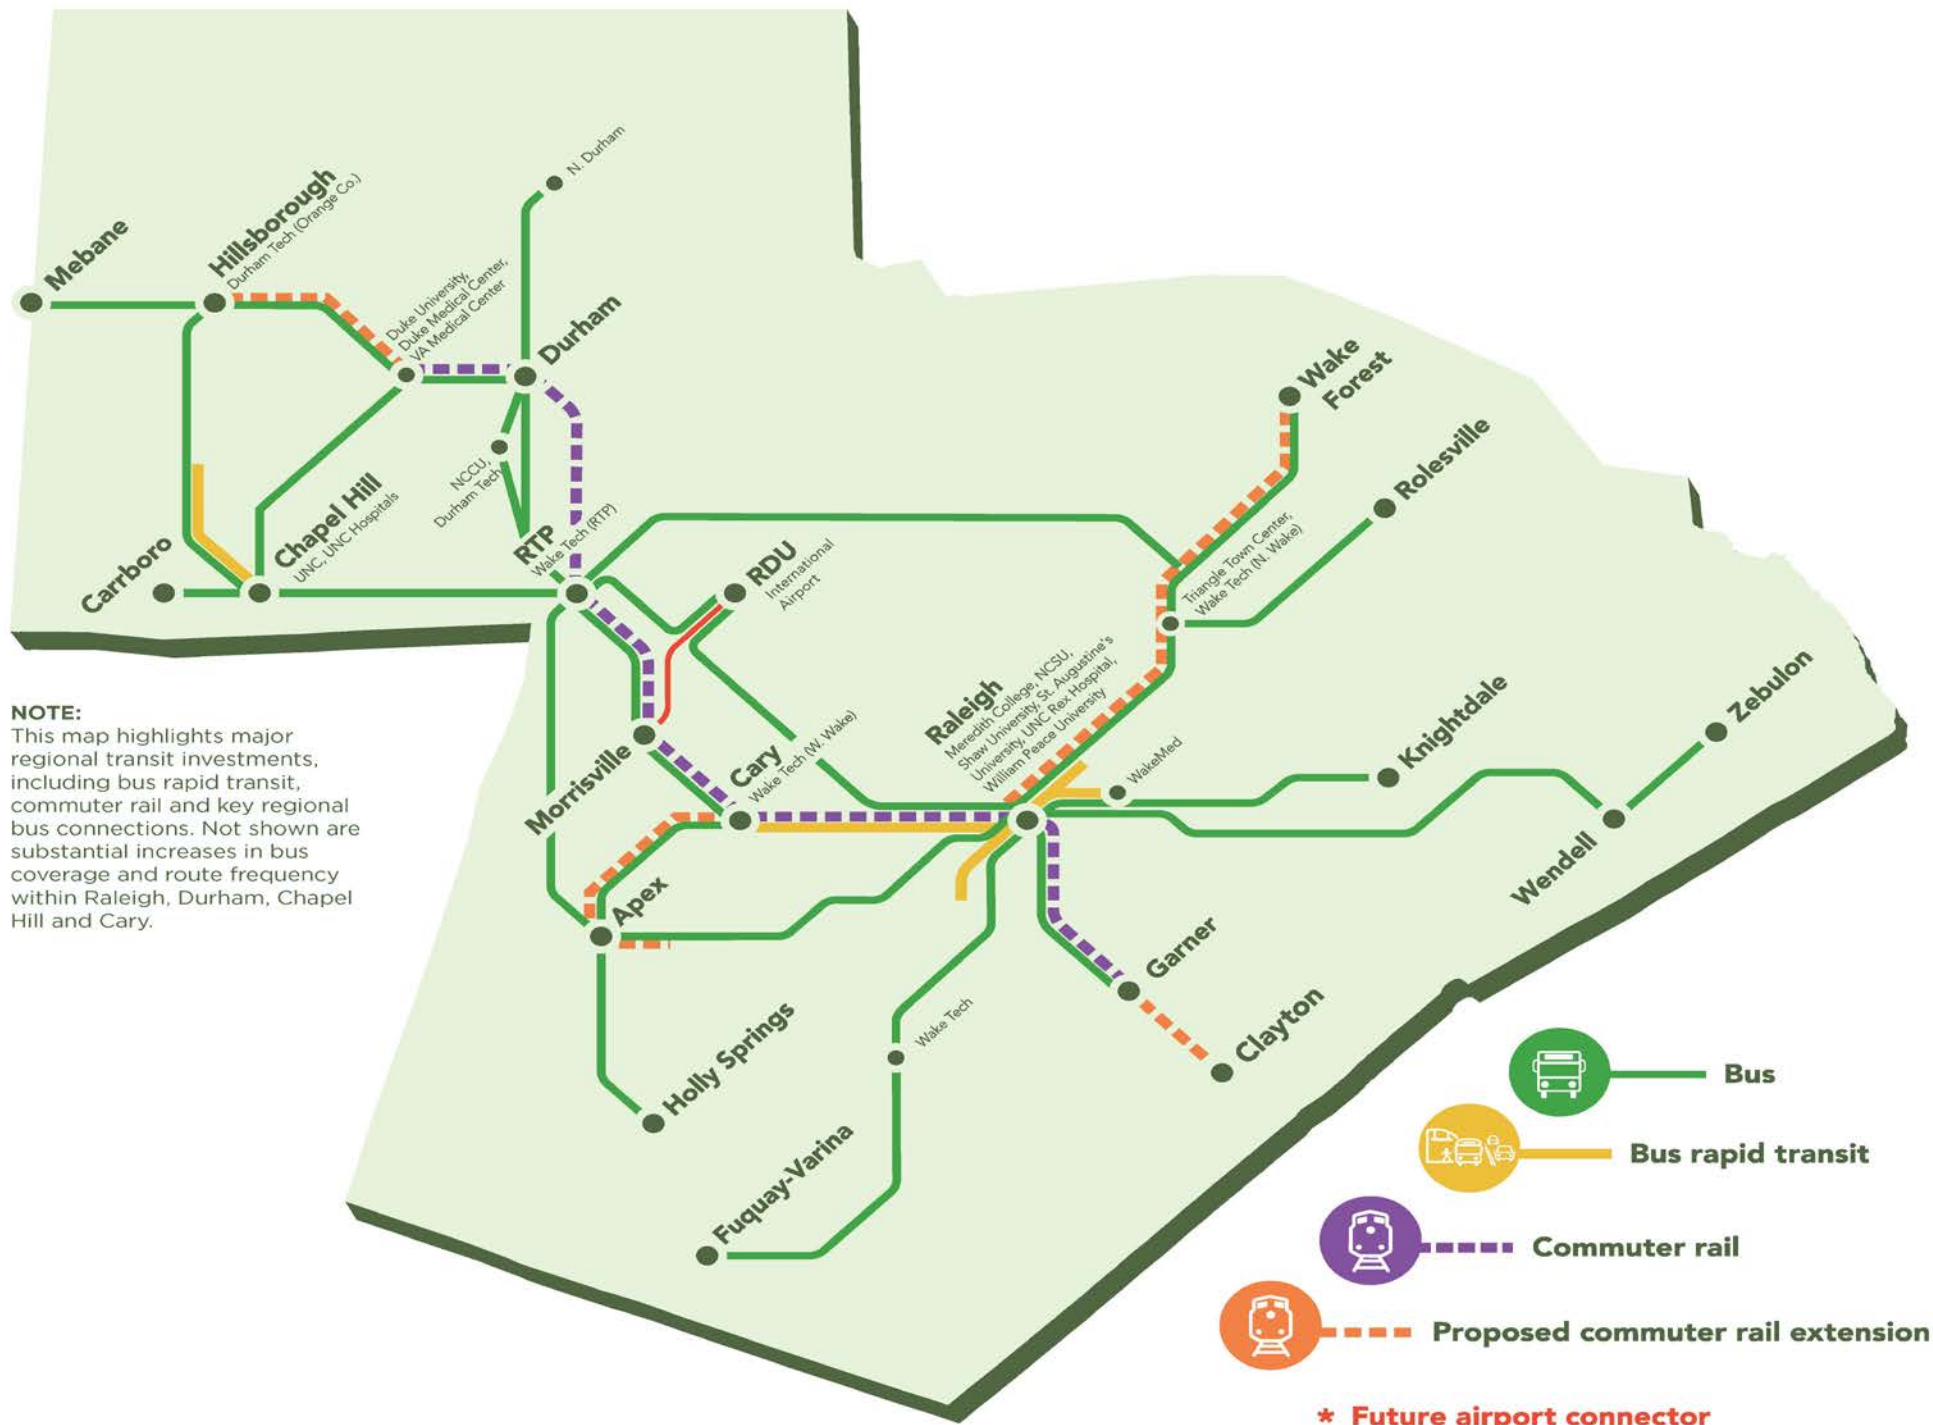 Mebane
Hillsborough
Durham Tech (Orange Co.)
N. Durham
Duke University,
Duke Medical Center,
VA Medical Center
Durham
NCCU,
Durham Tech
Carrboro
Chapel Hill
UNC, UNC Hospitals
RTP
Wake Tech (RTP)
RDU
International
Airport
Wake
Forest
Rolesville
Triangle Town Center,
Wake Tech (N. Wake)
Raleigh
Meredith College, NCSU,
Shaw University, St. Augustine's
University, UNC Rex Hospital,
William Peace University
WakeMed
Knightdale
Zebulon
Wendell
Morrisville
Cary
Wake Tech (W. Wake)
Apex
Holly Springs
Wake Tech
Fuquay-Varina
Garner
Clayton
NOTE:
This map highlights major
regional transit investments,
including bus rapid transit,
commuter rail and key regional
bus connections. Not shown are
substantial increases in bus
coverage and route frequency
within Raleigh, Durham, Chapel
Hill and Cary.
Bus
Bus rapid transit
Commuter rail
Proposed commuter rail extension
* Future airport connector